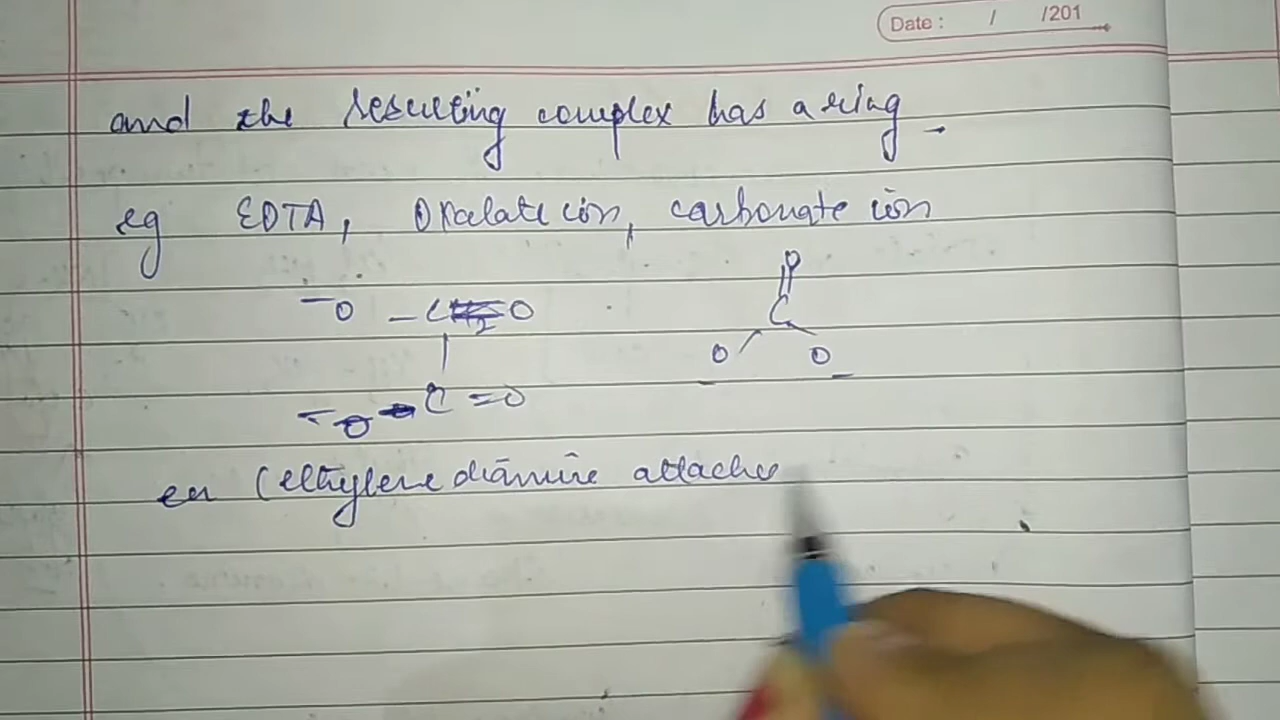 Date : / /201
and the resulting complex has a ring.
eg EDTA, Oxalate ion, carbonate ion
-O - C=O
O
C
O O
-O - C =O
en (ethylene diamine attache